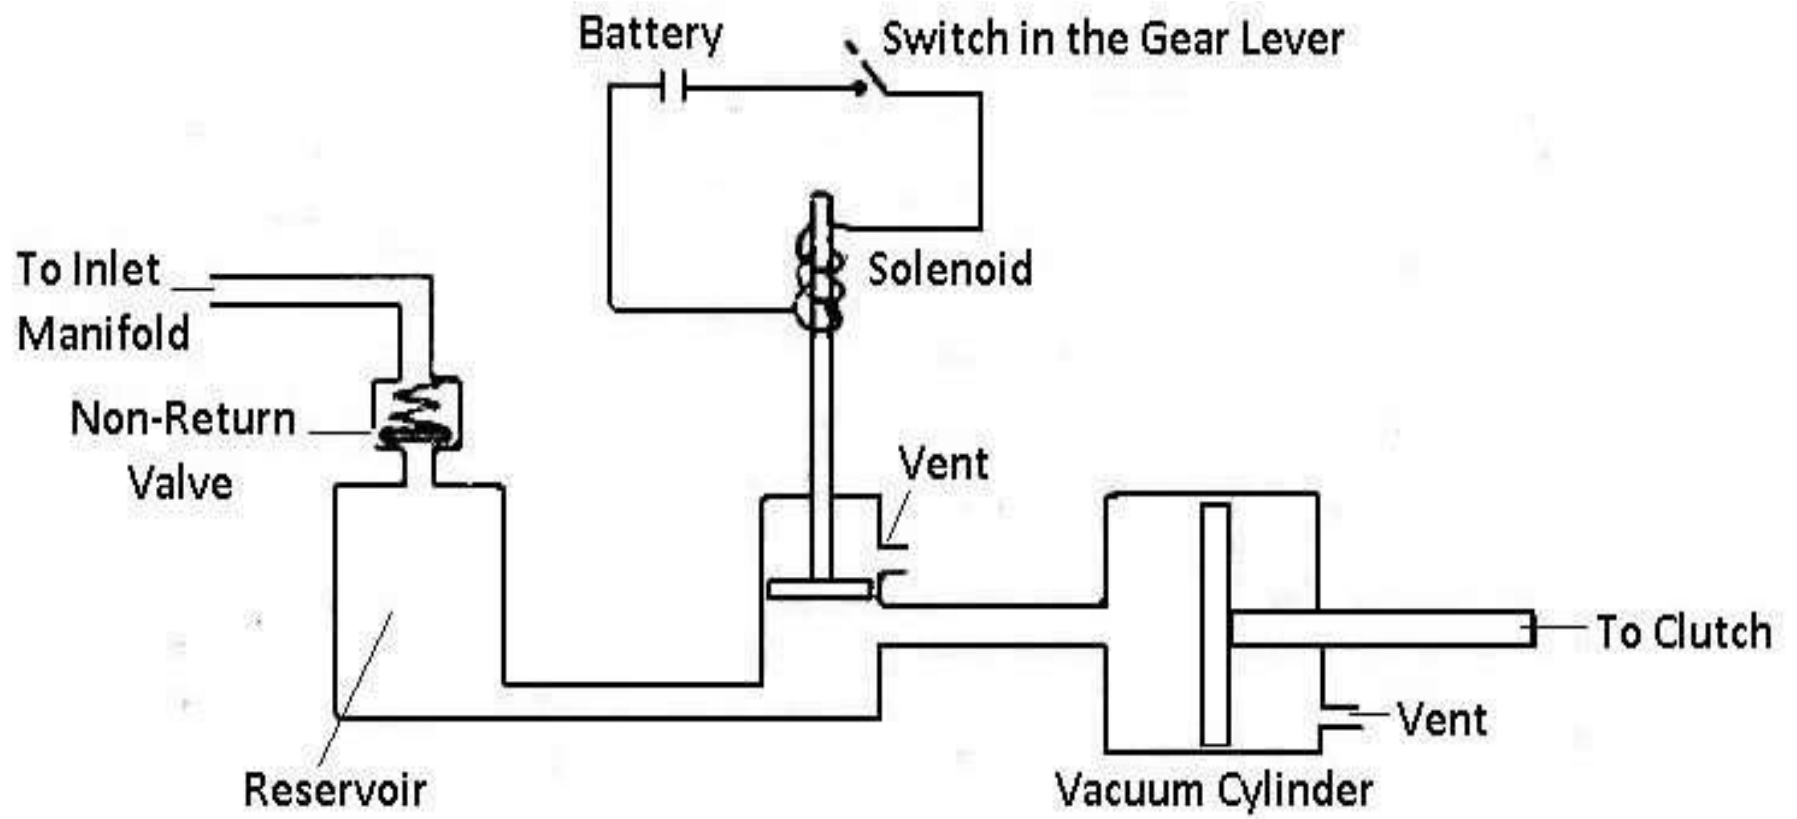 Battery
Switch in the Gear Lever
To Inlet
Manifold
Solenoid
Non-Return
Valve
Vent
To Clutch
Vent
Reservoir
Vacuum Cylinder